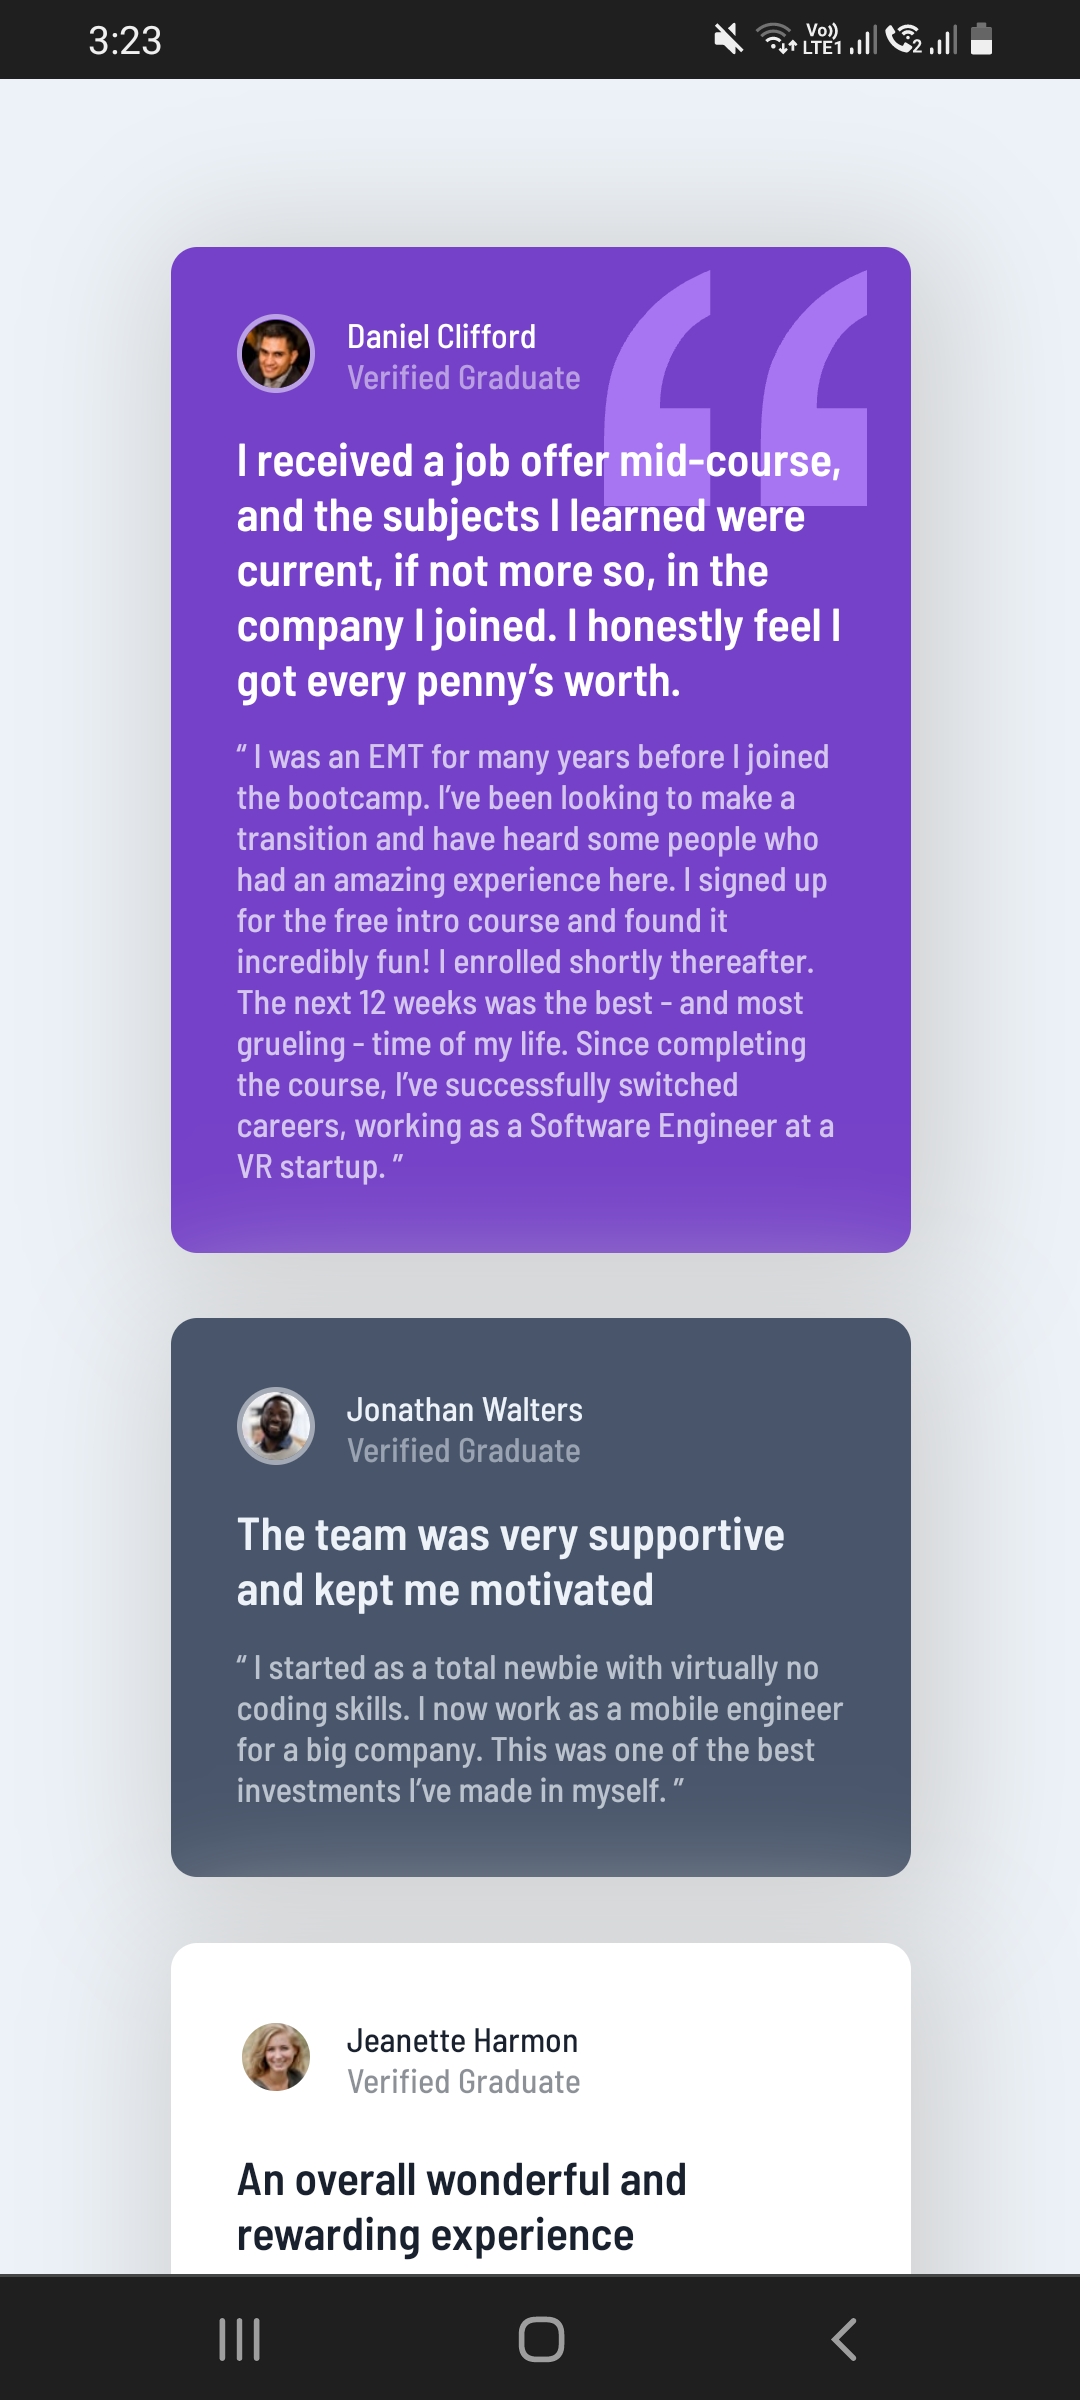 3:23
Vo))
LTE1
2
Daniel Clifford
Verified Graduate
I received a job offer mid-course,
and the subjects I learned were
current, if not more so, in the
company I joined. I honestly feel I
got every penny’s worth.
“ I was an EMT for many years before I joined
the bootcamp. I’ve been looking to make a
transition and have heard some people who
had an amazing experience here. I signed up
for the free intro course and found it
incredibly fun! I enrolled shortly thereafter.
The next 12 weeks was the best - and most
grueling - time of my life. Since completing
the course, I’ve successfully switched
careers, working as a Software Engineer at a
VR startup. ”
Jonathan Walters
Verified Graduate
The team was very supportive
and kept me motivated
“ I started as a total newbie with virtually no
coding skills. I now work as a mobile engineer
for a big company. This was one of the best
investments I’ve made in myself. ”
Jeanette Harmon
Verified Graduate
An overall wonderful and
rewarding experience